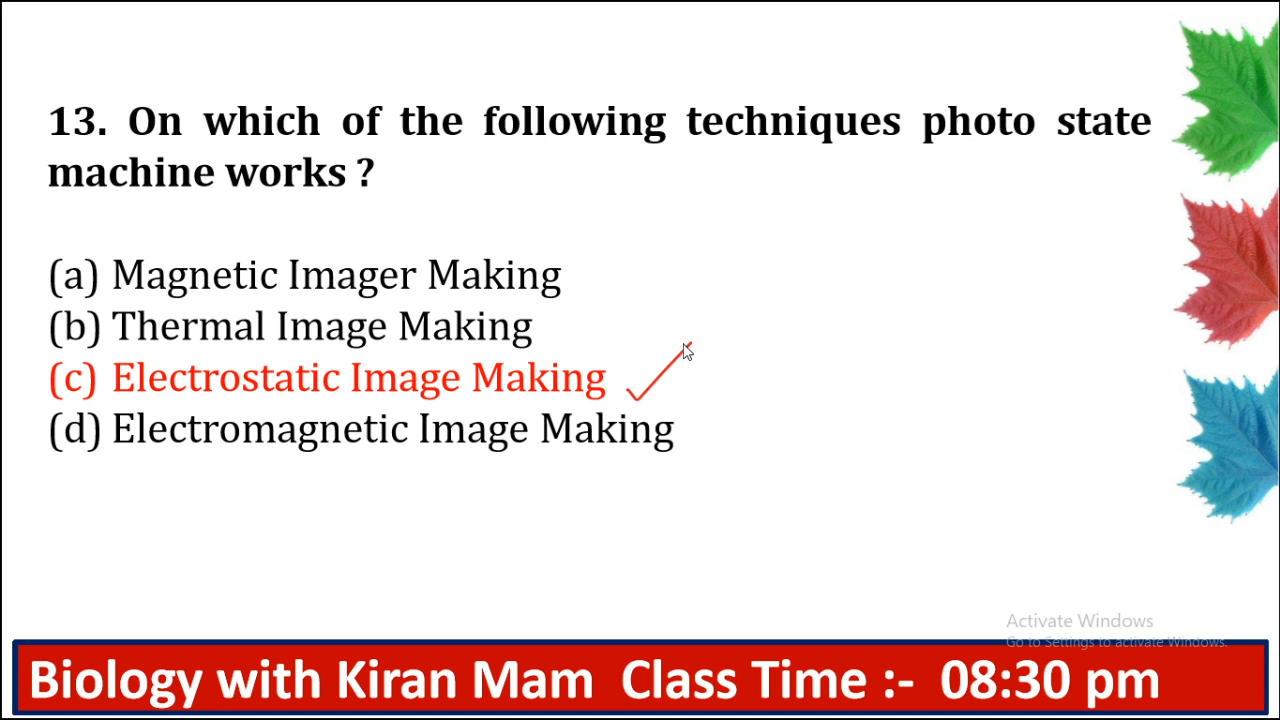 13. On which of the following techniques photo state
machine works ?
(a) Magnetic Imager Making
(b) Thermal Image Making
(c) Electrostatic Image Making
(d) Electromagnetic Image Making
Activate Windows
Go to Settings to activate Windows.
Biology with Kiran Mam Class Time :- 08:30 pm